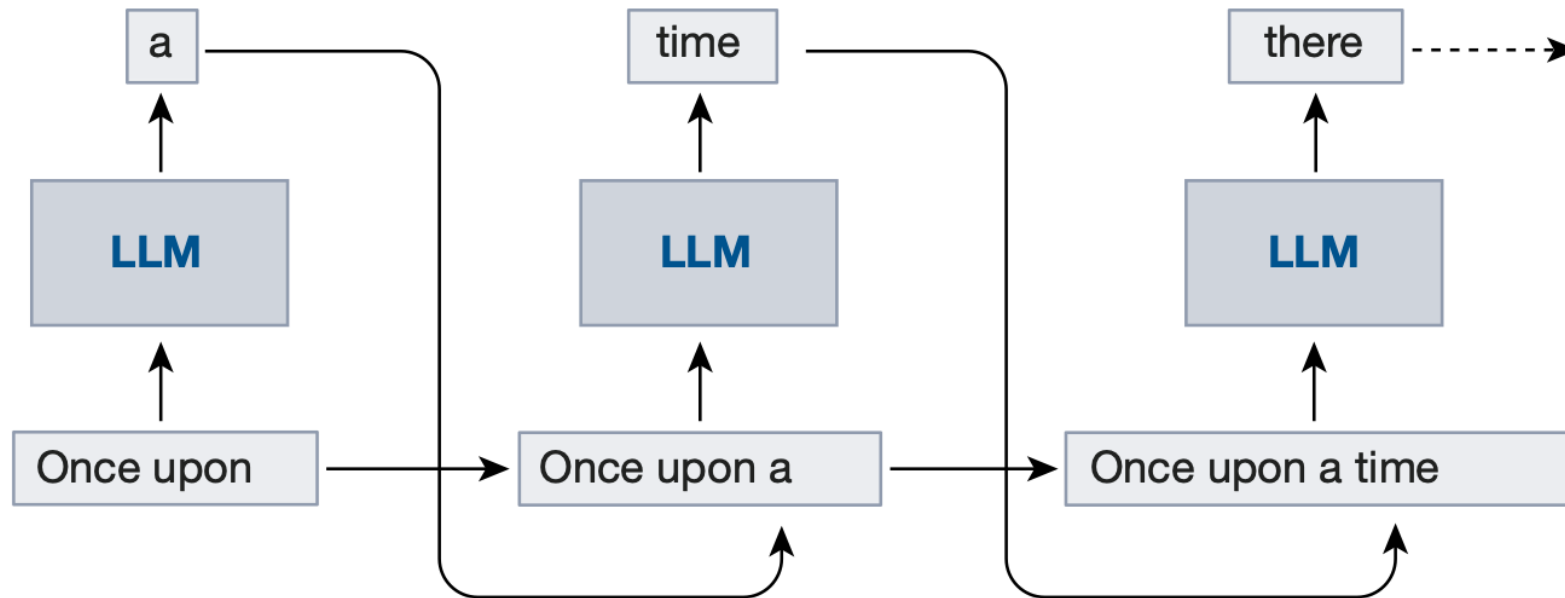 a
time
there
LLM
LLM
LLM
Once upon
Once upon a
Once upon a time